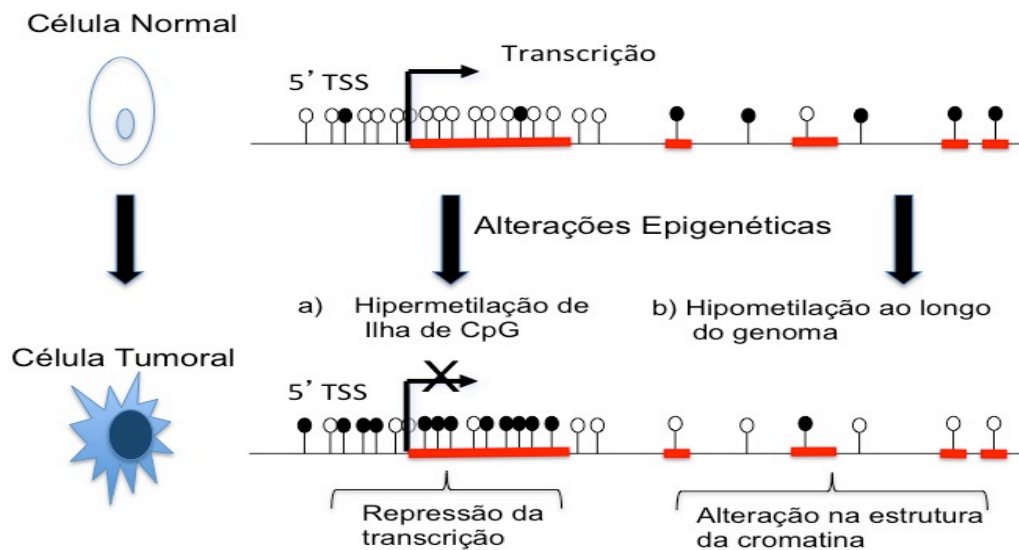 Célula Normal
Transcrição
5’ TSS
Alterações Epigenéticas
a) Hipermetilação de
Ilha de CpG
b) Hipometilação ao longo
do genoma
Célula Tumoral
5’ TSS
X
Repressão da
transcrição
Alteração na estrutura
da cromatina